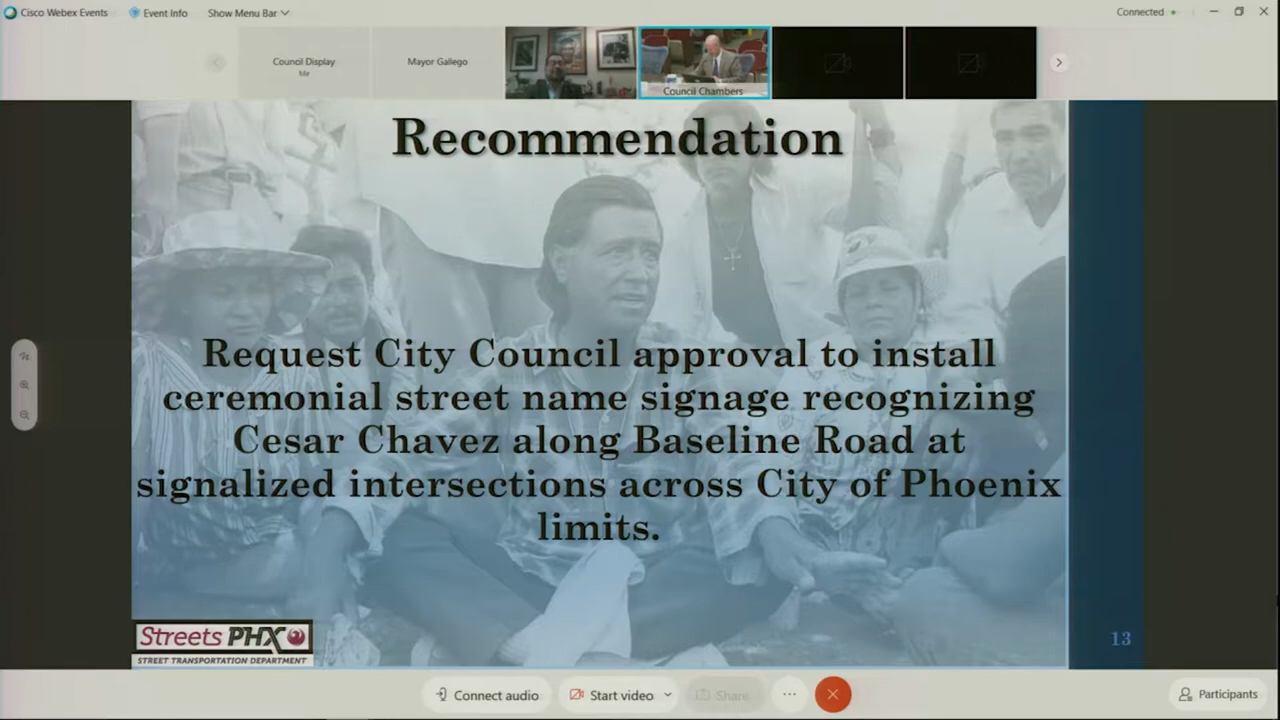 Cisco Webex Events
Event Info
Show Menu Bar
Connected
Council Display
Me
Mayor Gallego
Council Chambers
Recommendation
Request City Council approval to install
ceremonial street name signage recognizing
Cesar Chavez along Baseline Road at
signalized intersections across City of Phoenix
limits.
Streets PHX
STREET TRANSPORTATION DEPARTMENT
13
Connect audio
Start video
Share
Participants